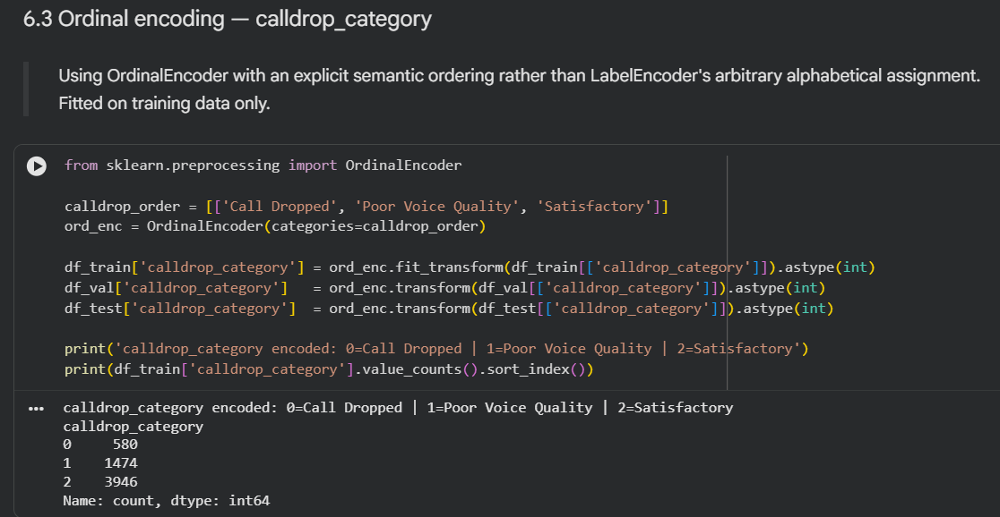 6.3 Ordinal encoding — calldrop_category
Using OrdinalEncoder with an explicit semantic ordering rather than LabelEncoder's arbitrary alphabetical assignment.
Fitted on training data only.
from sklearn.preprocessing import OrdinalEncoder
calldrop_order = [['Call Dropped', 'Poor Voice Quality', 'Satisfactory']]
ord_enc = OrdinalEncoder(categories=calldrop_order)
df_train['calldrop_category'] = ord_enc.fit_transform(df_train[['calldrop_category']]).astype(int)
df_val['calldrop_category']   = ord_enc.transform(df_val[['calldrop_category']]).astype(int)
df_test['calldrop_category']  = ord_enc.transform(df_test[['calldrop_category']]).astype(int)
print('calldrop_category encoded: 0=Call Dropped | 1=Poor Voice Quality | 2=Satisfactory')
print(df_train['calldrop_category'].value_counts().sort_index())
calldrop_category encoded: 0=Call Dropped | 1=Poor Voice Quality | 2=Satisfactory
calldrop_category
0     580
1    1474
2    3946
Name: count, dtype: int64